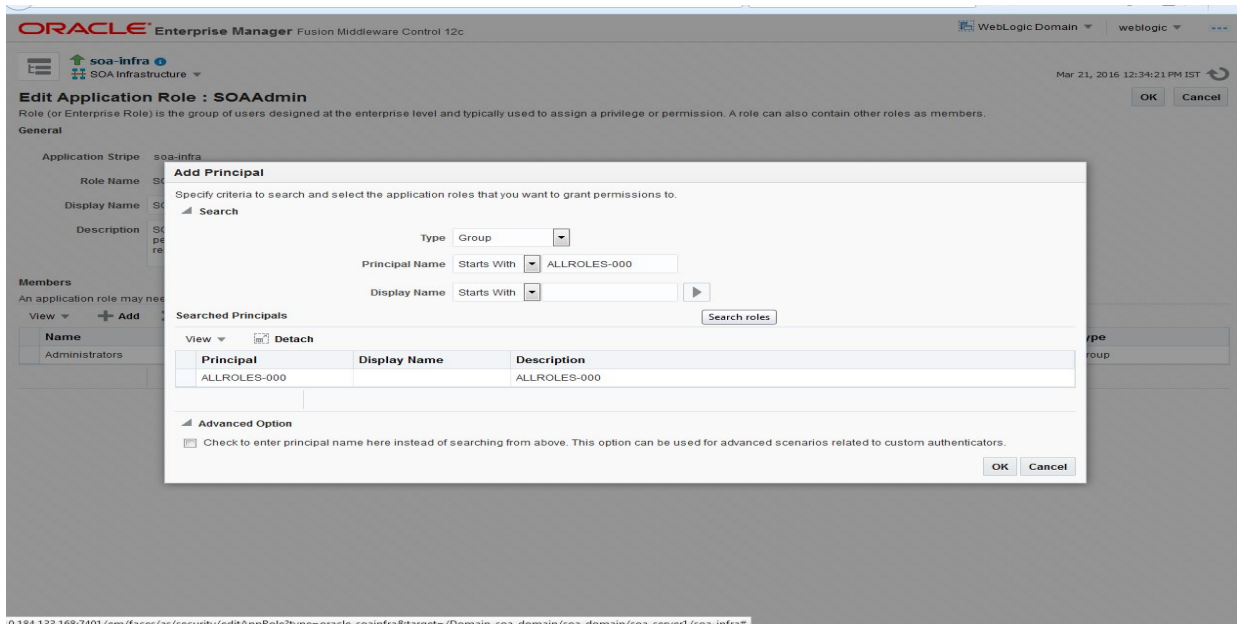 ORACLE Enterprise Manager Fusion Middleware Control 12c
WebLogic Domain
weblogic
soa-infra
SOA Infrastructure
Mar 21, 2016 12:34:21 PM IST
Edit Application Role : SOAAdmin
OK Cancel
Role (or Enterprise Role) is the group of users designed at the enterprise level and typically used to assign a privilege or permission. A role can also contain other roles as members.
General
Application Stripe soa-infra
Role Name
Display Name
Description
Members
An application role may
View Add
Name
Administrators
Add Principal
Specify criteria to search and select the application roles that you want to grant permissions to.
Search
Type Group
Principal Name Starts With ALLROLES-000
Display Name Starts With
Search roles
Searched Principals
View Detach
Principal Display Name Description
ALLROLES-000 ALLROLES-000
Advanced Option
Check to enter principal name here instead of searching from above. This option can be used for advanced scenarios related to custom authenticators.
OK Cancel